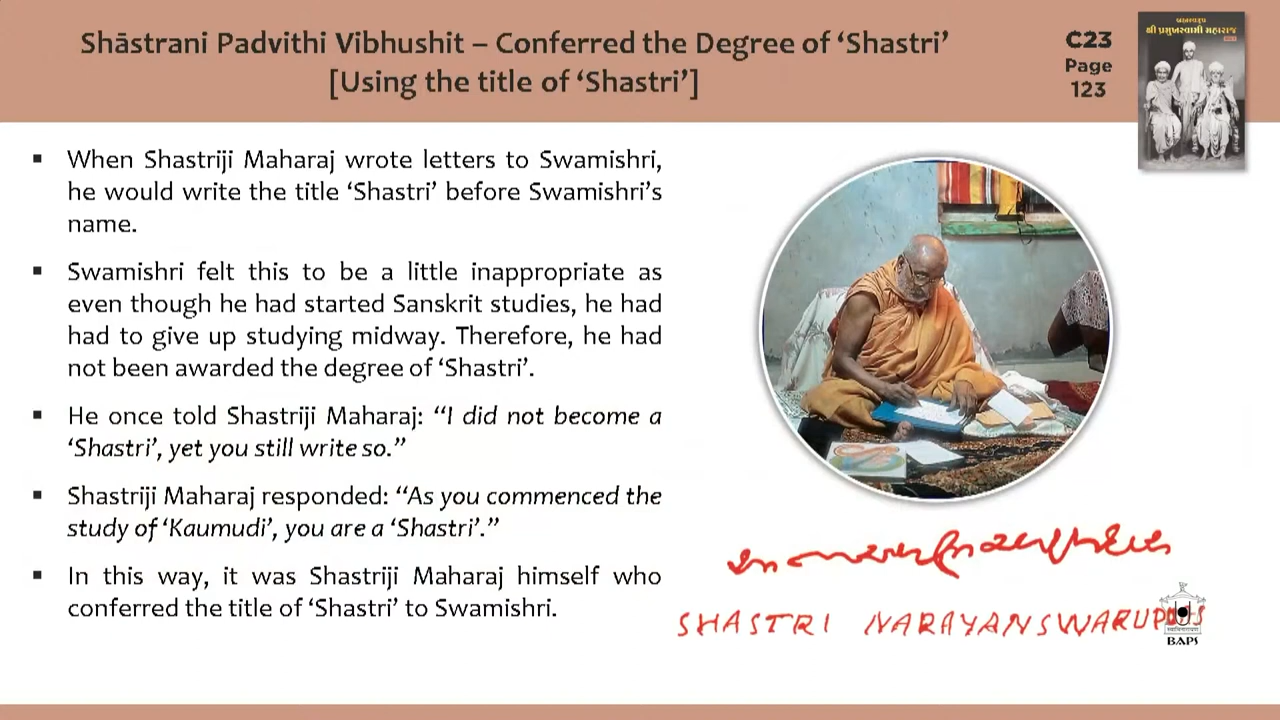 Shāstrani Padvithi Vibhushit – Conferred the Degree of ‘Shastri’
[Using the title of ‘Shastri’]
C23
Page
123
શ્રી પ્રમુખસ્વામી મહારાજ
▪ When Shastriji Maharaj wrote letters to Swamishri,
he would write the title ‘Shastri’ before Swamishri’s
name.
▪ Swamishri felt this to be a little inappropriate as
even though he had started Sanskrit studies, he had
had to give up studying midway. Therefore, he had
not been awarded the degree of ‘Shastri’.
▪ He once told Shastriji Maharaj: “I did not become a
‘Shastri’, yet you still write so.”
▪ Shastriji Maharaj responded: “As you commenced the
study of ‘Kaumudi’, you are a ‘Shastri’.”
▪ In this way, it was Shastriji Maharaj himself who
conferred the title of ‘Shastri’ to Swamishri.
SHASTRI NARAYANSWARUPDAS
BAPS